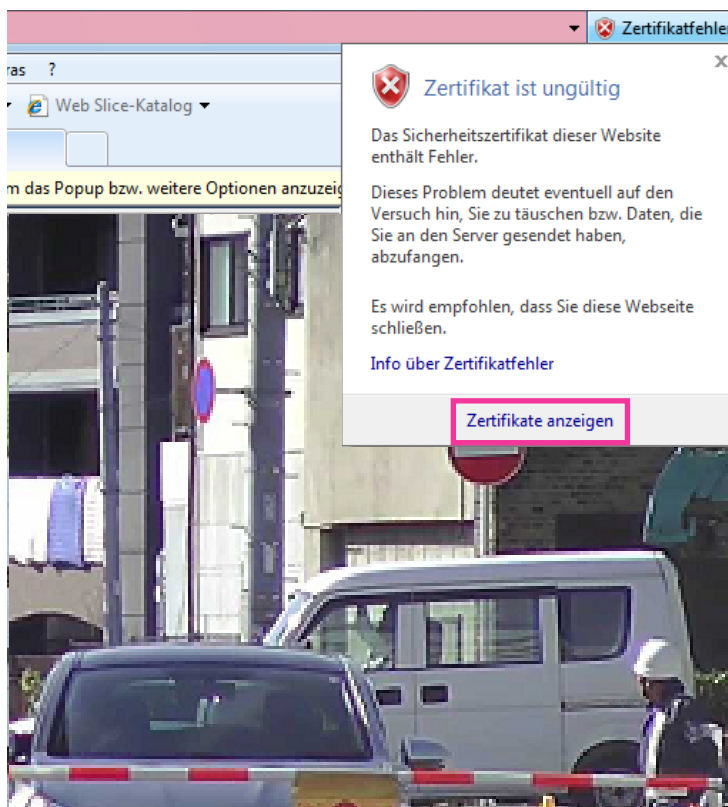 Zertifikatfehler
ras ?
Web Slice-Katalog
m das Popup bzw. weitere Optionen anzuzeig
x
Zertifikat ist ungültig
Das Sicherheitszertifikat dieser Website
enthält Fehler.
Dieses Problem deutet eventuell auf den
Versuch hin, Sie zu täuschen bzw. Daten, die
Sie an den Server gesendet haben,
abzufangen.
Es wird empfohlen, dass Sie diese Webseite
schließen.
Info über Zertifikatfehler
Zertifikate anzeigen